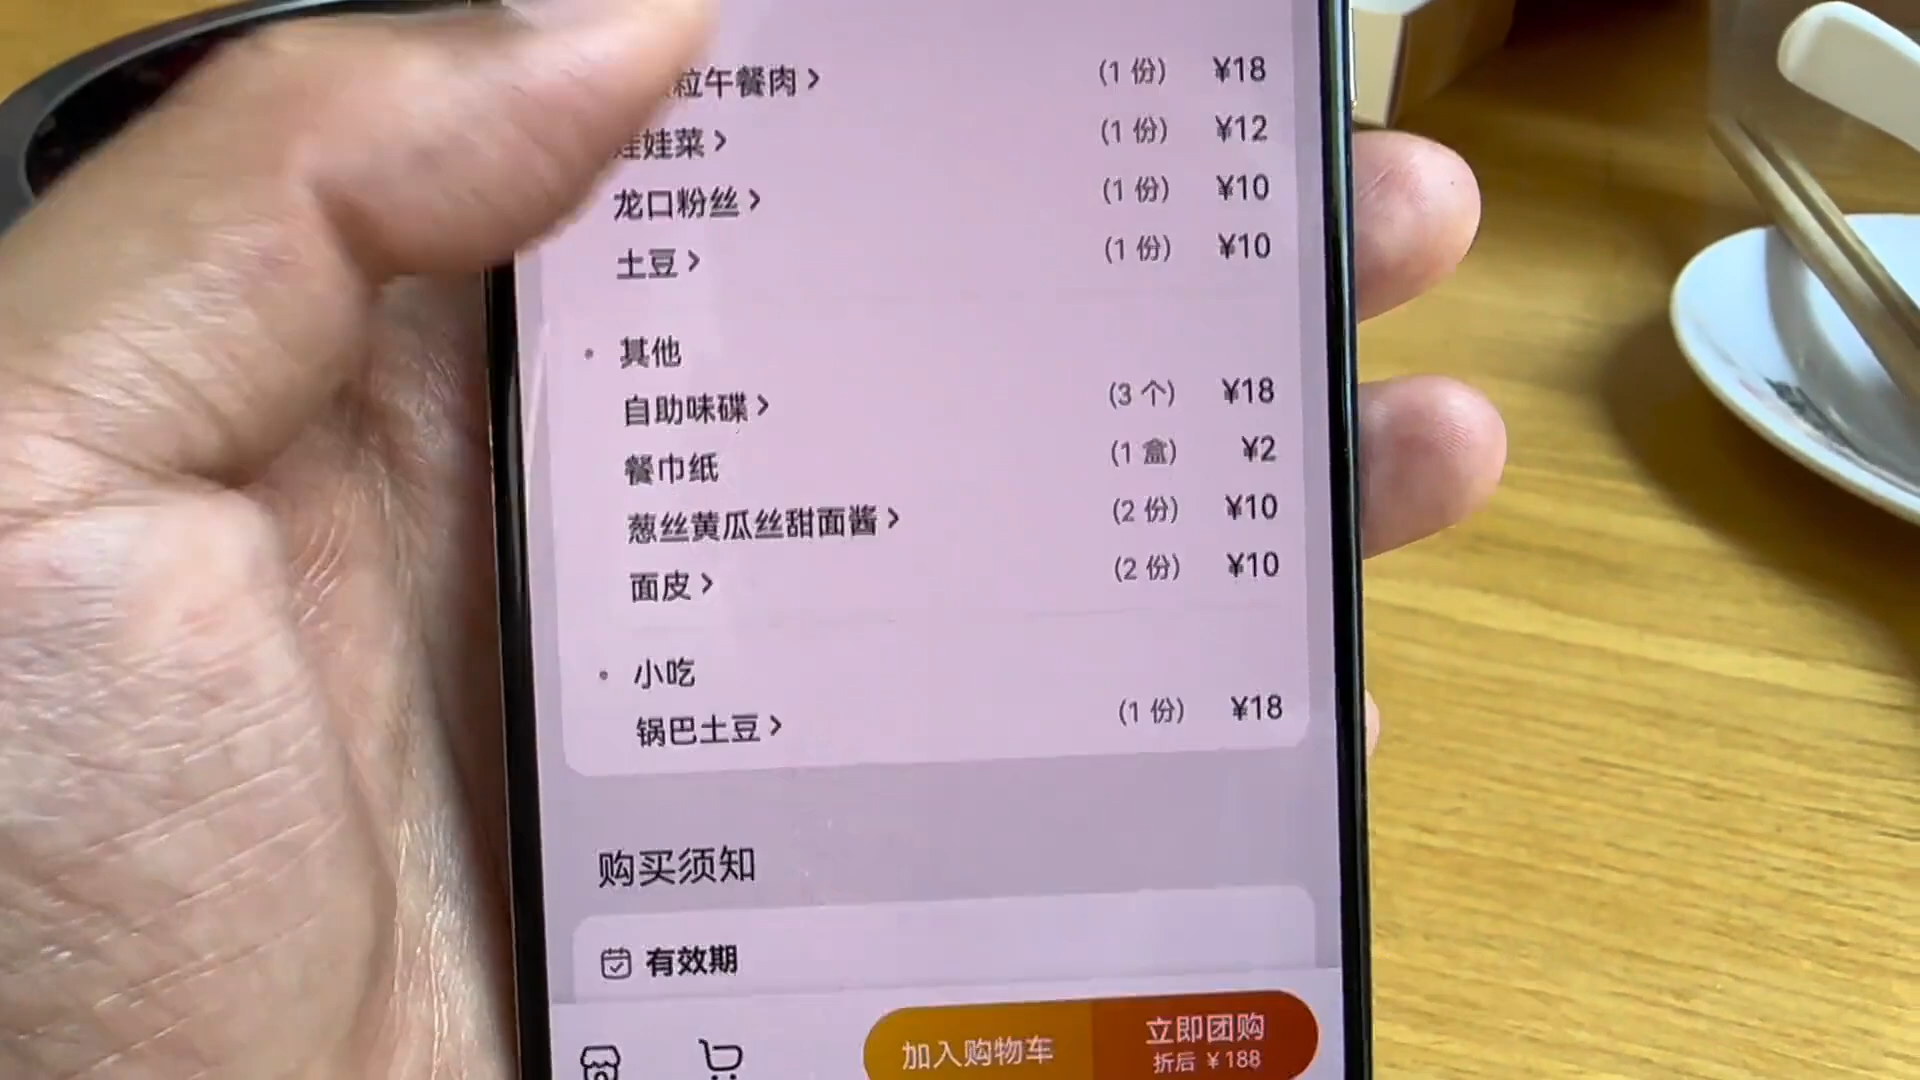 粒午餐肉 > (1 份) ¥18
娃娃菜 > (1 份) ¥12
龙口粉丝 > (1 份) ¥10
土豆 > (1 份) ¥10
• 其他
自助味碟 > (3 个) ¥18
餐巾纸 (1 盒) ¥2
葱丝黄瓜丝甜面酱 > (2 份) ¥10
面皮 > (2 份) ¥10
• 小吃
锅巴土豆 > (1 份) ¥18
购买须知
有效期
加入购物车
立即团购
折后 ¥188